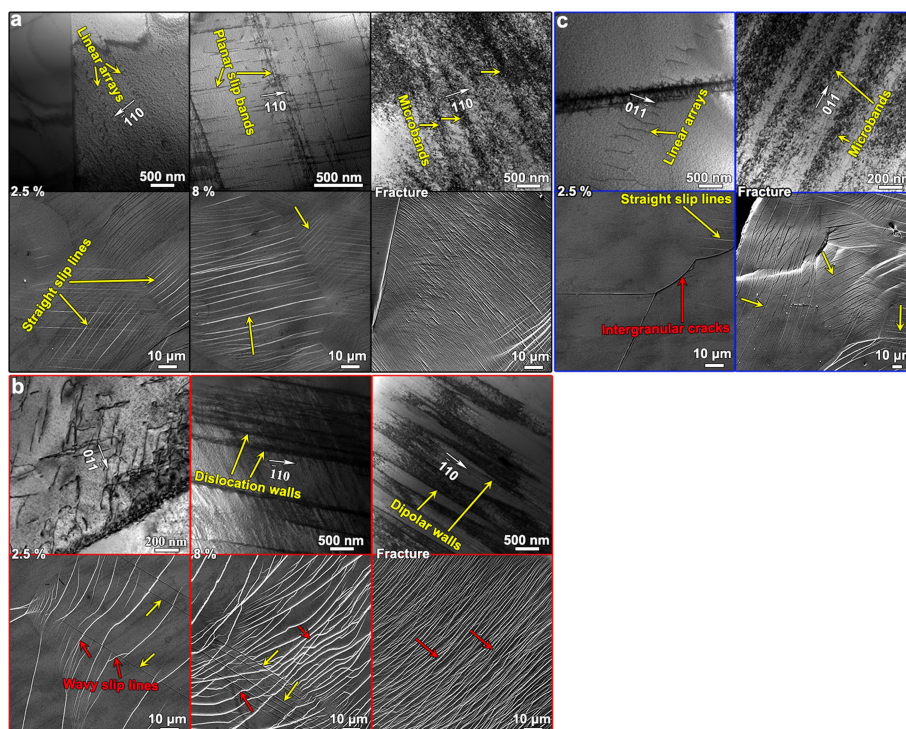 a
Linear arrays
110
500 nm
2.5 %
Planar slip bands
110
500 nm
8 %
Microbands
110
500 nm
Fracture
Straight slip lines
10 µm
10 µm
10 µm
c
011
Linear arrays
500 nm
2.5 %
011
Microbands
200 nm
Fracture
Straight slip lines
Intergranular cracks
10 µm
10 µm
b
011
200 nm
2.5 %
Dislocation walls
110
500 nm
8 %
110
Dipolar walls
500 nm
Fracture
Wavy slip lines
10 µm
10 µm
10 µm